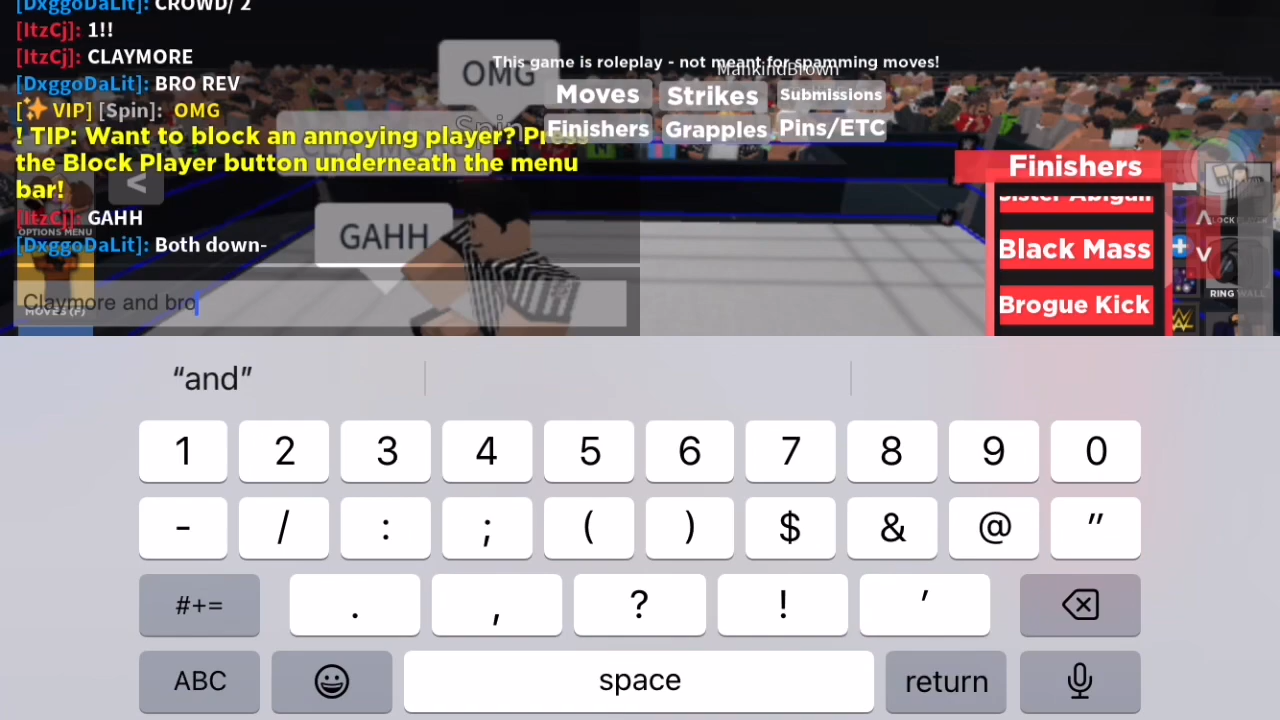 [DxggoDaLit]: CROWD/ 2
[ItzCj]: 1!!
[ItzCj]: CLAYMORE
[DxggoDaLit]: BRO REV
[✨ VIP] [Spin]: OMG
! TIP: Want to block an annoying player? Press
the Block Player button underneath the menu
bar!
[ItzCj]: GAHH
[DxggoDaLit]: Both down-
OMG
Spin
GAHH
<
OPTIONS MENU
MOVES (F)
Claymore and bro
This game is roleplay - not meant for spamming moves!
MankindBrown
Moves Strikes Submissions
Finishers Grapples Pins/ETC
Finishers
Sister Abigail
Black Mass
Brogue Kick
RING WALL
"and"
1 2 3 4 5 6 7 8 9 0
- / : ; ( ) $ & @ "
#+= . , ? ! '
ABC space return